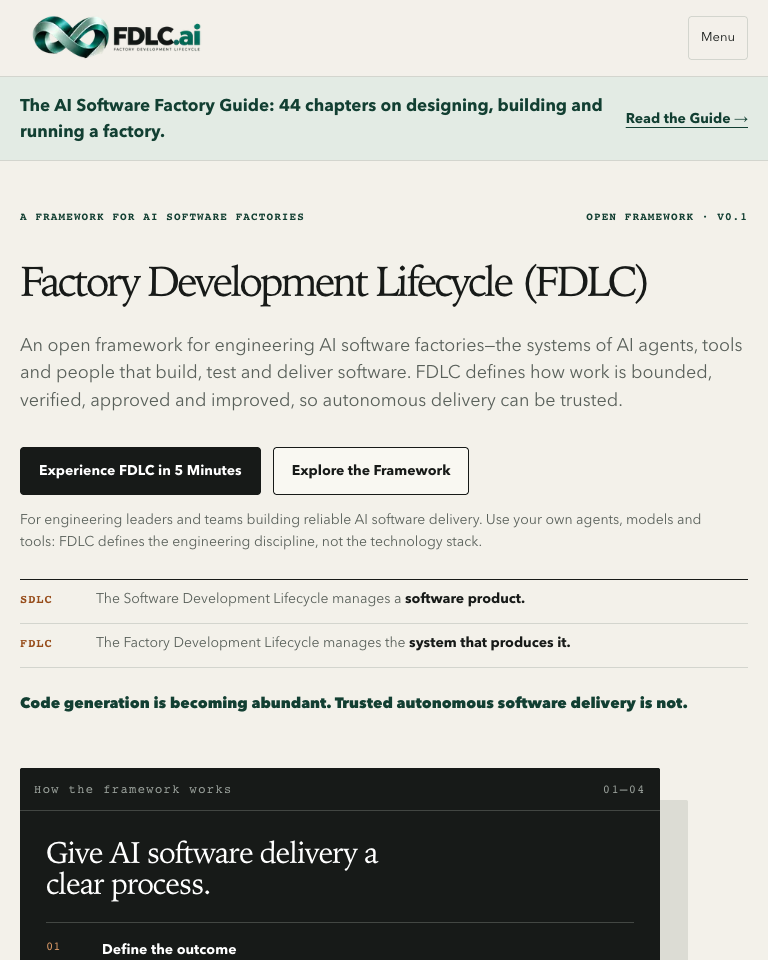 FDLC.ai
FACTORY DEVELOPMENT LIFECYCLE
Menu
The AI Software Factory Guide: 44 chapters on designing, building and
running a factory.
Read the Guide →
A FRAMEWORK FOR AI SOFTWARE FACTORIES
OPEN FRAMEWORK · V0.1
Factory Development Lifecycle (FDLC)
An open framework for engineering AI software factories—the systems of AI agents, tools
and people that build, test and deliver software. FDLC defines how work is bounded,
verified, approved and improved, so autonomous delivery can be trusted.
Experience FDLC in 5 Minutes
Explore the Framework
For engineering leaders and teams building reliable AI software delivery. Use your own agents, models and
tools: FDLC defines the engineering discipline, not the technology stack.
SDLC The Software Development Lifecycle manages a software product.
FDLC The Factory Development Lifecycle manages the system that produces it.
Code generation is becoming abundant. Trusted autonomous software delivery is not.
How the framework works
01—04
Give AI software delivery a
clear process.
01 Define the outcome